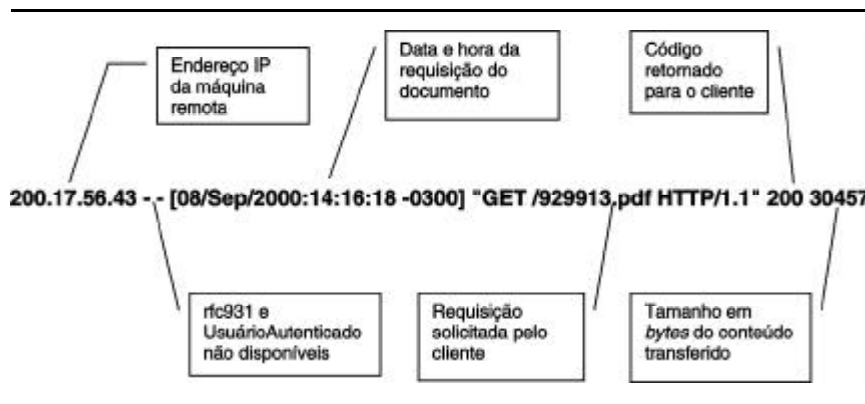 Endereço IP
da máquina
remota
Data e hora da
requisição do
documento
Código
retornado
para o cliente
200.17.56.43 - - [08/Sep/2000:14:16:18 -0300] "GET /929913.pdf HTTP/1.1" 200 30457
rfc931 e
UsuárioAutenticado
não disponíveis
Requisição
solicitada pelo
cliente
Tamanho em
bytes do conteúdo
transferido